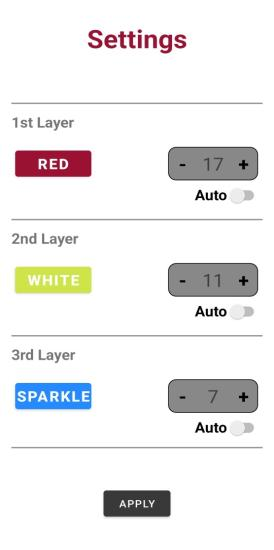 Settings
1st Layer
RED
- 17 +
Auto
2nd Layer
WHITE
- 11 +
Auto
3rd Layer
SPARKLE
- 7 +
Auto
APPLY